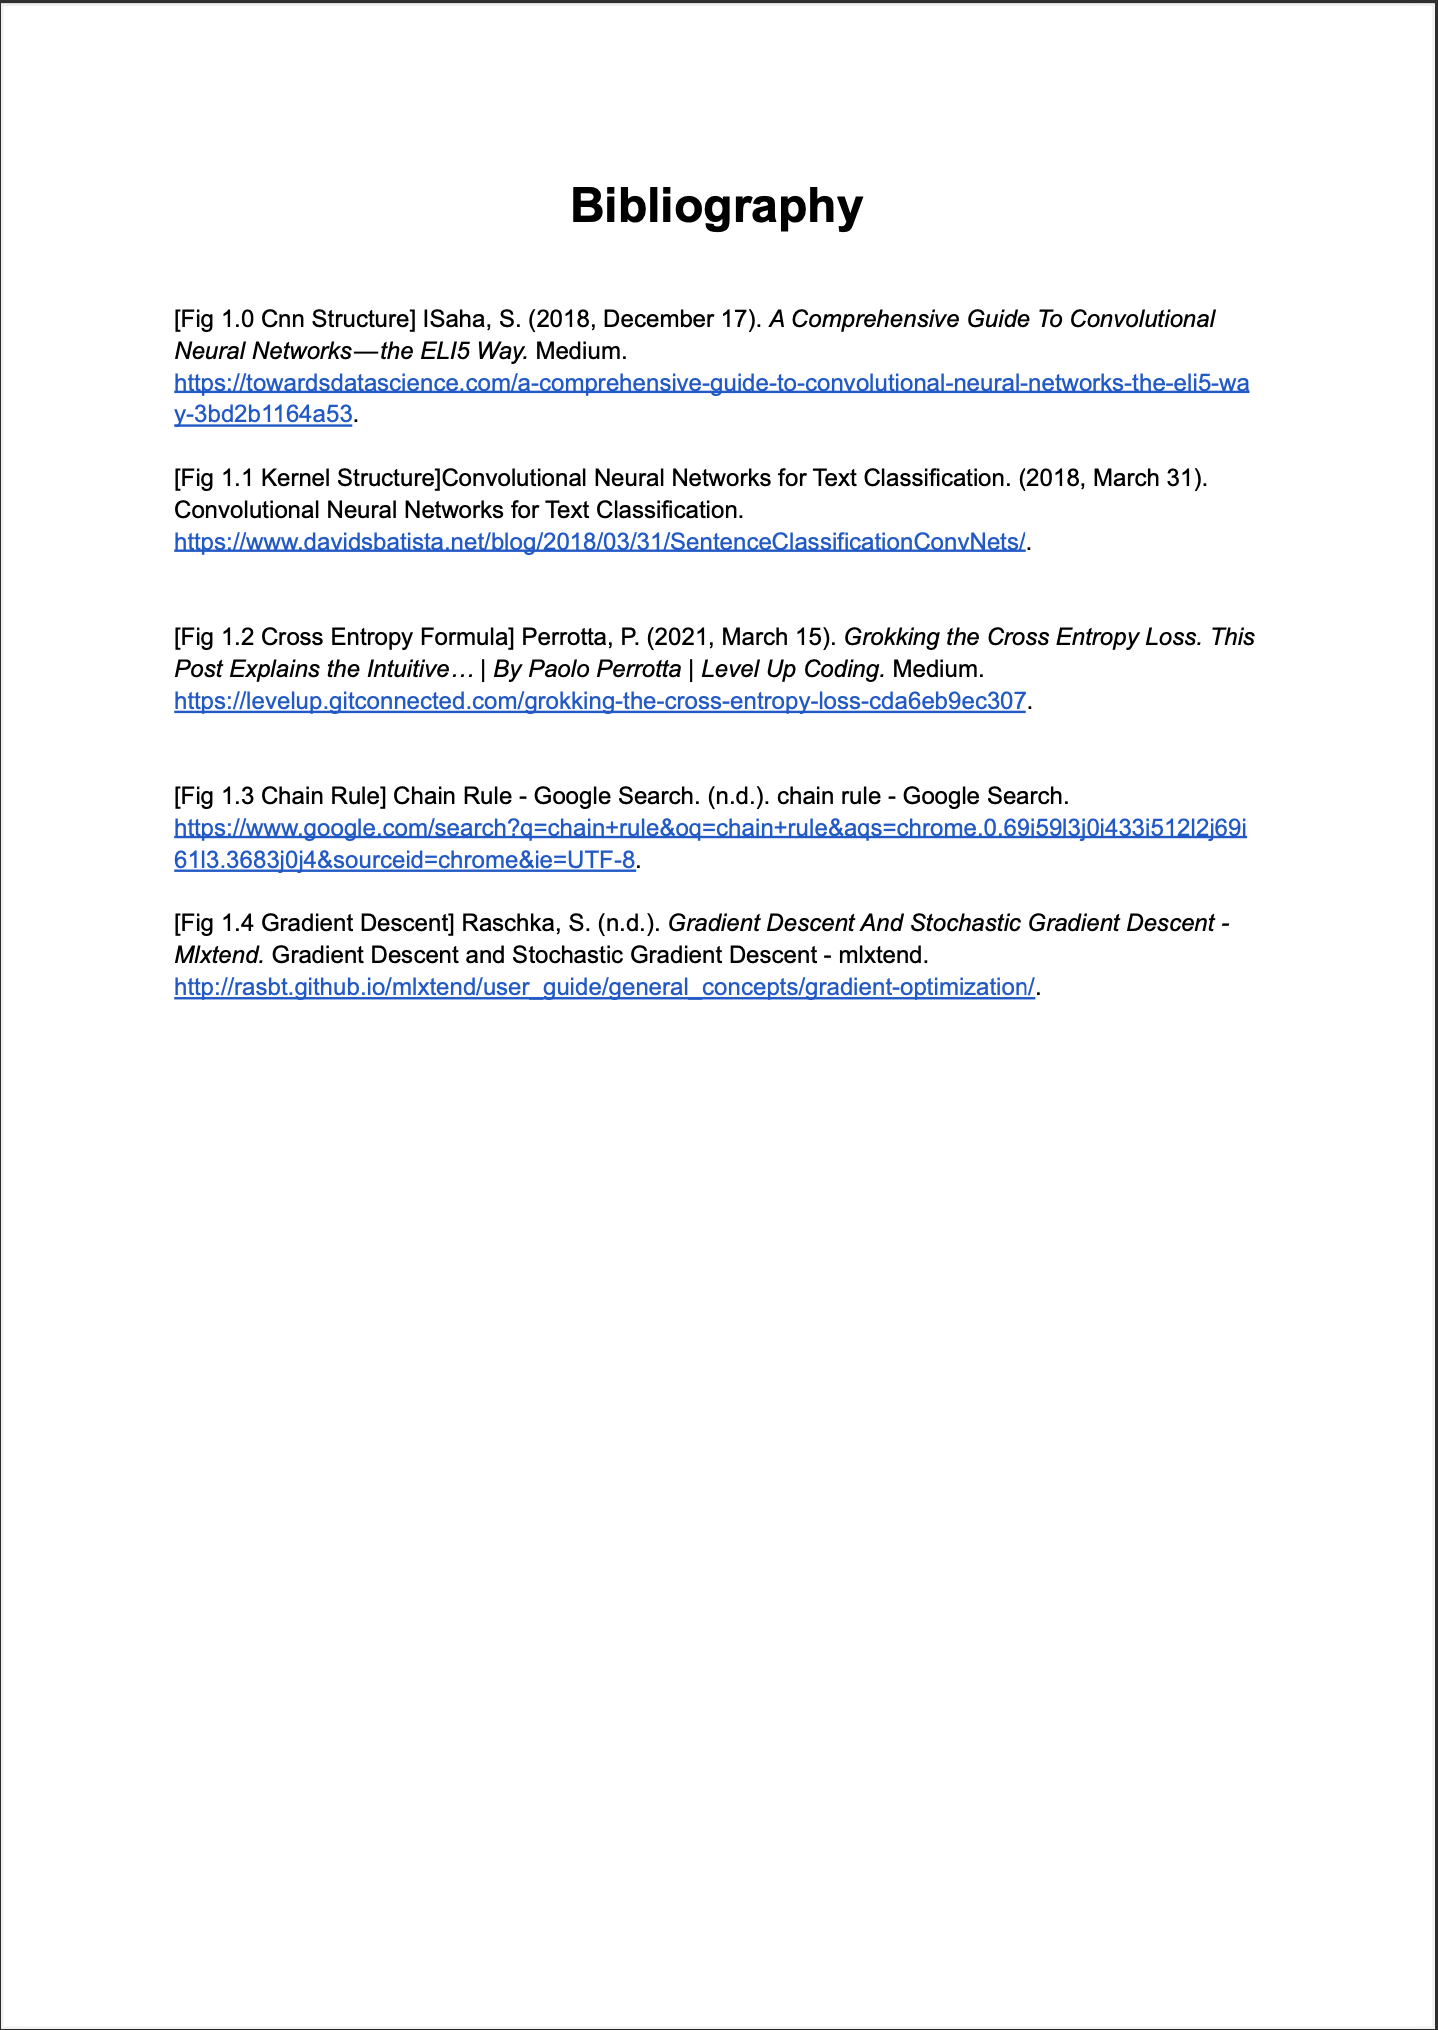 Bibliography
[Fig 1.0 Cnn Structure] ISaha, S. (2018, December 17). A Comprehensive Guide To Convolutional
Neural Networks — the ELI5 Way. Medium.
https://towardsdatascience.com/a-comprehensive-guide-to-convolutional-neural-networks-the-eli5-wa
y-3bd2b1164a53.
[Fig 1.1 Kernel Structure]Convolutional Neural Networks for Text Classification. (2018, March 31).
Convolutional Neural Networks for Text Classification.
https://www.davidsbatista.net/blog/2018/03/31/SentenceClassificationConvNets/.
[Fig 1.2 Cross Entropy Formula] Perrotta, P. (2021, March 15). Grokking the Cross Entropy Loss. This
Post Explains the Intuitive… | By Paolo Perrotta | Level Up Coding. Medium.
https://levelup.gitconnected.com/grokking-the-cross-entropy-loss-cda6eb9ec307.
[Fig 1.3 Chain Rule] Chain Rule - Google Search. (n.d.). chain rule - Google Search.
https://www.google.com/search?q=chain+rule&oq=chain+rule&aqs=chrome.0.69i59l3j0i433i512l2j69i
61l3.3683j0j4&sourceid=chrome&ie=UTF-8.
[Fig 1.4 Gradient Descent] Raschka, S. (n.d.). Gradient Descent And Stochastic Gradient Descent -
Mlxtend. Gradient Descent and Stochastic Gradient Descent - mlxtend.
http://rasbt.github.io/mlxtend/user_guide/general_concepts/gradient-optimization/.